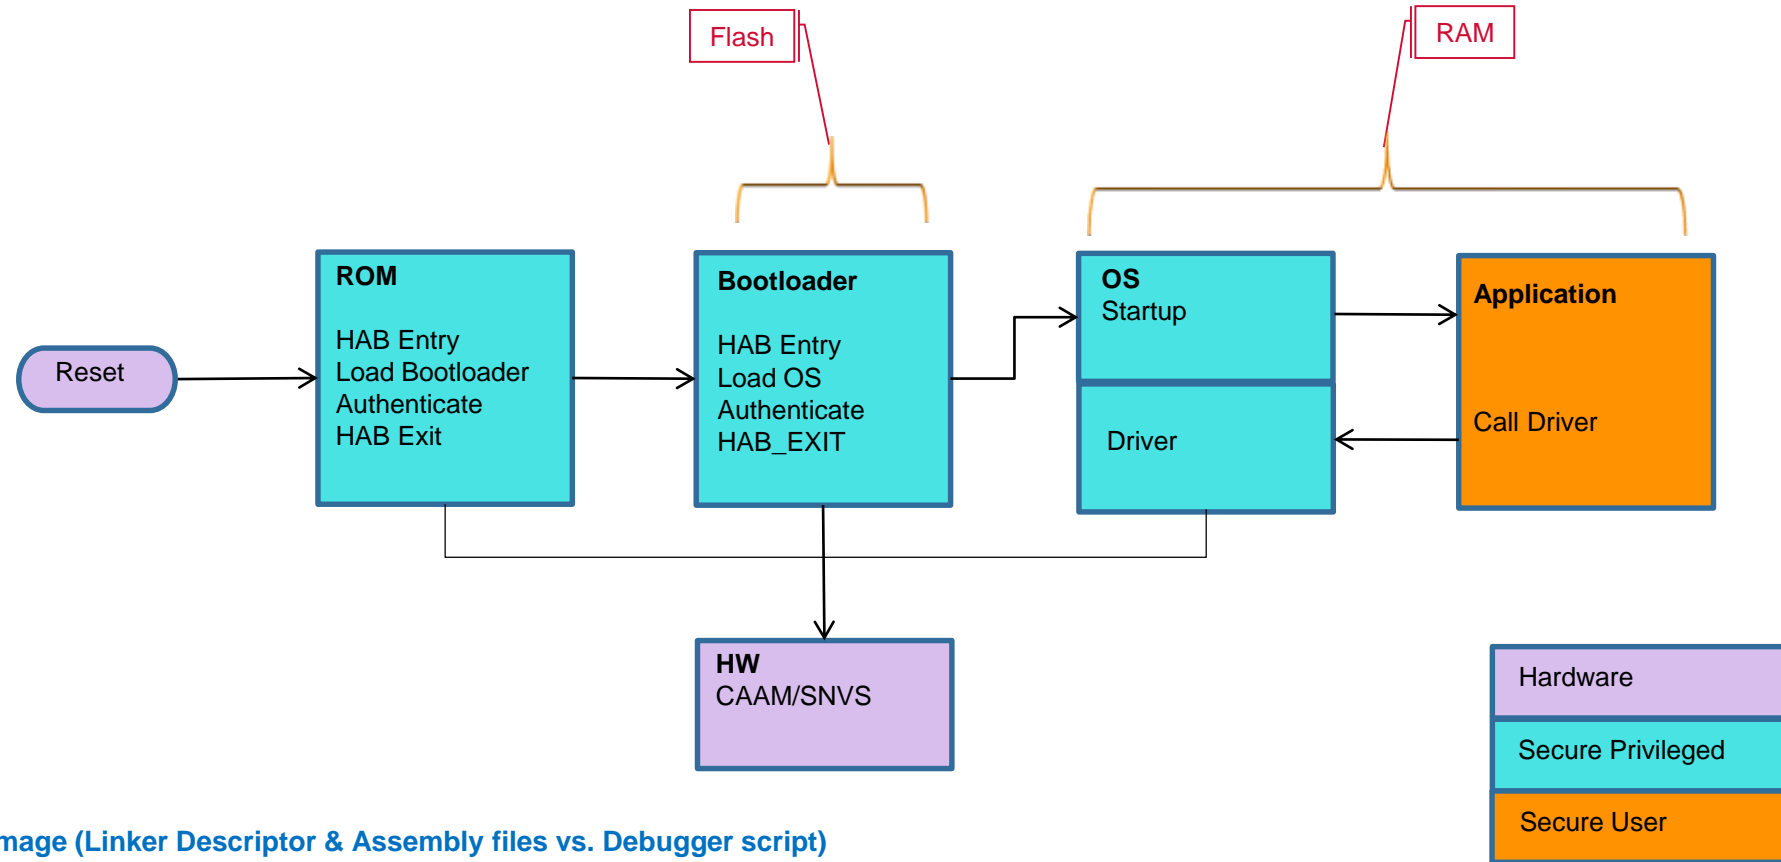 Flash
RAM
Reset
ROM
HAB Entry
Load Bootloader
Authenticate
HAB Exit
Bootloader
HAB Entry
Load OS
Authenticate
HAB_EXIT
OS
Startup
Driver
Application
Call Driver
HW
CAAM/SNVS
Hardware
Secure Privileged
Secure User
mage (Linker Descriptor & Assembly files vs. Debugger script)